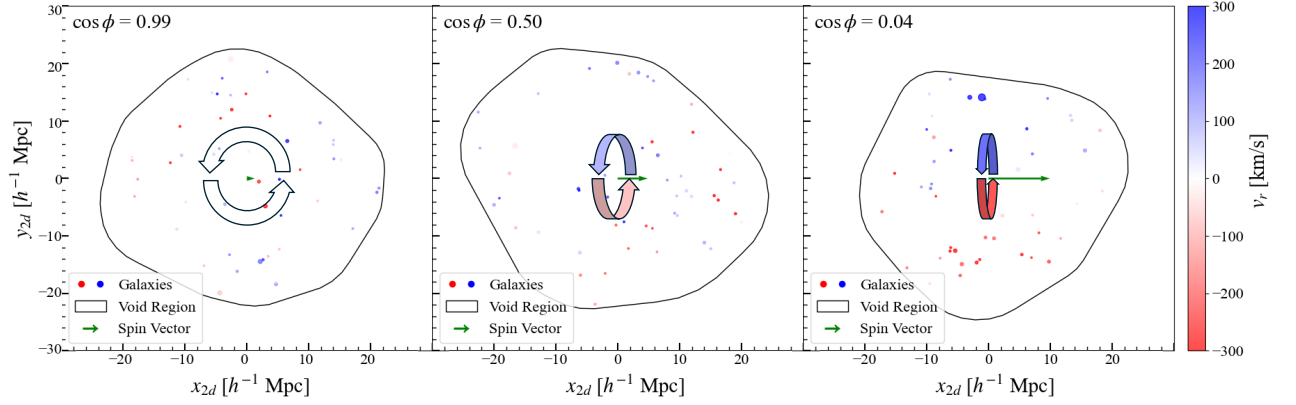 cos ϕ = 0.99
30
20
10
0
−10
−20
−30
y2d [h−1 Mpc]
Galaxies
Void Region
Spin Vector
−20 −10 0 10 20
x2d [h−1 Mpc]
cos ϕ = 0.50
Galaxies
Void Region
Spin Vector
−20 −10 0 10 20
x2d [h−1 Mpc]
cos ϕ = 0.04
Galaxies
Void Region
Spin Vector
−20 −10 0 10 20
x2d [h−1 Mpc]
300
200
100
0
−100
−200
−300
vr [km/s]